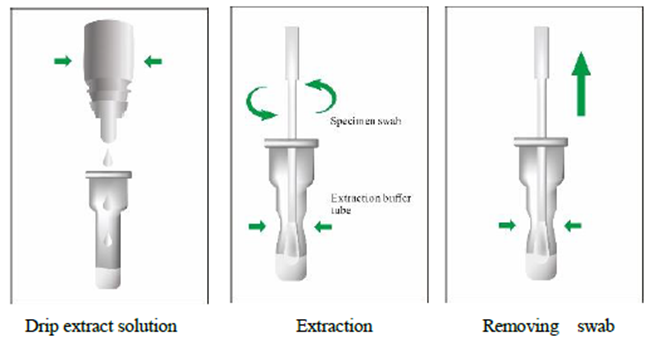 Specimen swab
Extraction buffer
tube
Drip extract solution
Extraction
Removing swab